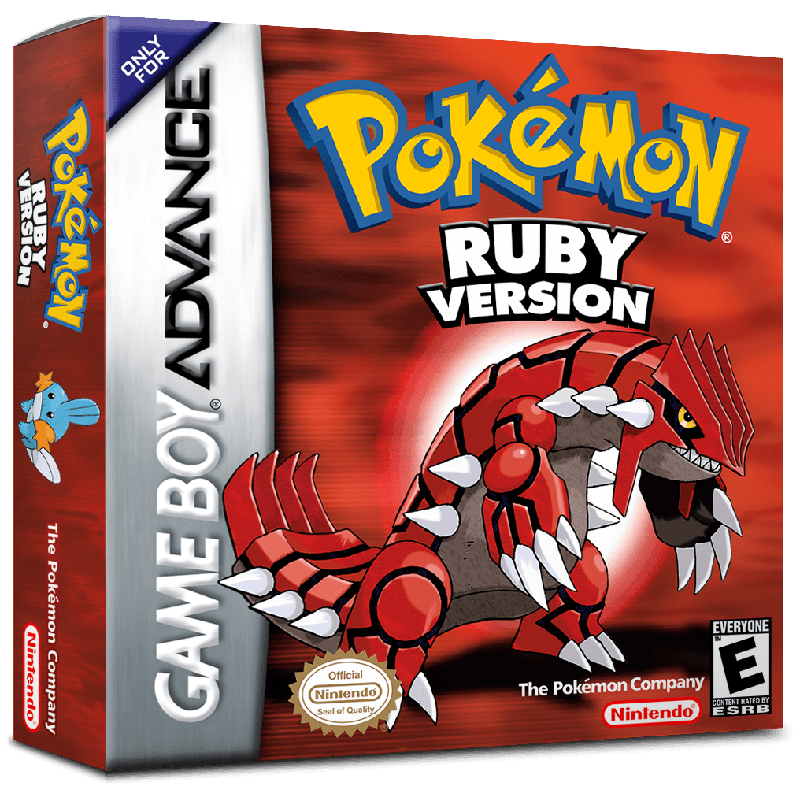 POKéMON
RUBY
VERSION
The Pokémon Company
Nintendo
ONLY
FOR
GAME BOY ADVANCE
POKéMON
RUBY
VERSION
Official
Nintendo
Seal of Quality
The Pokémon Company
Nintendo
EVERYONE
E
CONTENT RATED BY
ESRB